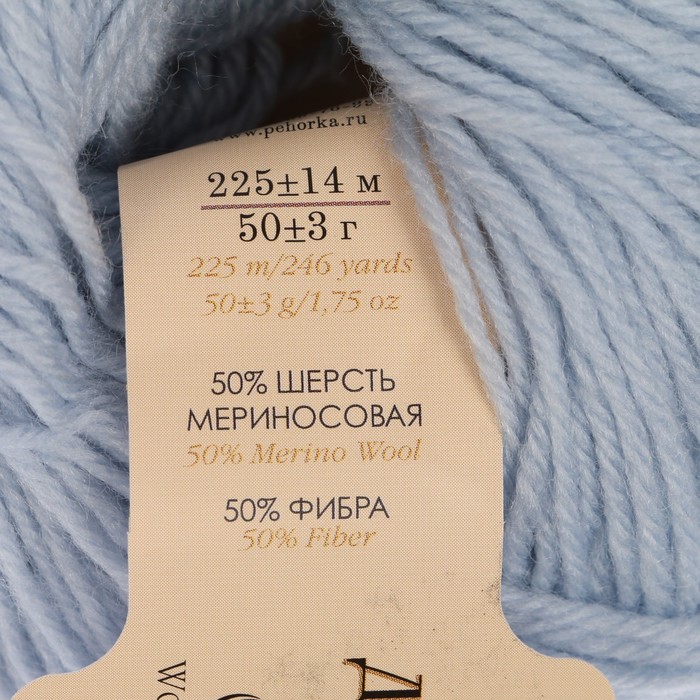 www.pehorka.ru
225±14 м
50±3 г
225 m/246 yards
50±3 g/1,75 oz
50% ШЕРСТЬ
МЕРИНОСОВАЯ
50% Merino Wool
50% ФИБРА
50% Fiber